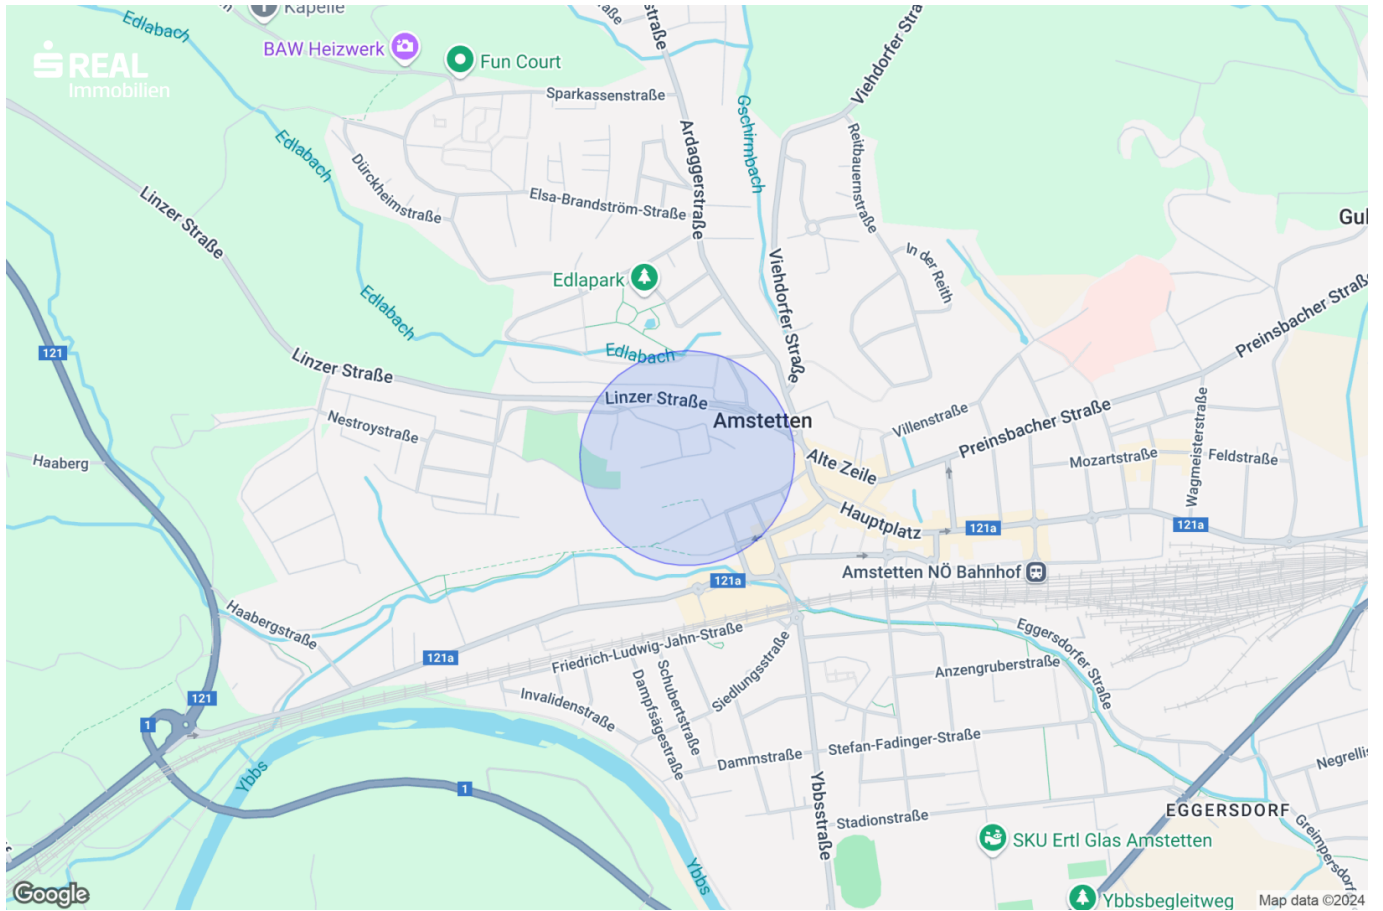 Kapelle
straße
Viehdorfer Stra
Edlabach
BAW Heizwerk
Fun Court
S REAL
Immobilien
Sparkassenstraße
Gschirmbach
Ardaggerstraße
Reitbauernstraße
Edlabach
Dürckheimstraße
Elsa-Brandström-Straße
Linzer Straße
Gul
In der Reith
Viehdorfer Straße
Edlapark
Preinsbacher Straße
Edlabach
121
Edlabach
Linzer Straße
Linzer Straße
Amstetten
Nestroystraße
Villenstraße
Preinsbacher Straße
Wagmeisterstraße
Haaberg
Alte Zeile
Mozartstraße
Feldstraße
Hauptplatz
121a
121a
Amstetten NÖ Bahnhof
121a
Haabergstraße
Friedrich-Ludwig-Jahn-Straße
Eggersdorfer Straße
121a
Siedlungsstraße
Anzengruberstraße
Schubertstraße
Dampfsägestraße
121
Invalidenstraße
1
Dammstraße
Stefan-Fadinger-Straße
Ybbs
Negrellis
1
Ybbsstraße
EGGERSDORF
Stadionstraße
Greimpersdorf
SKU Ertl Glas Amstetten
Ybbs
Google
Ybbsbegleitweg
Map data ©2024